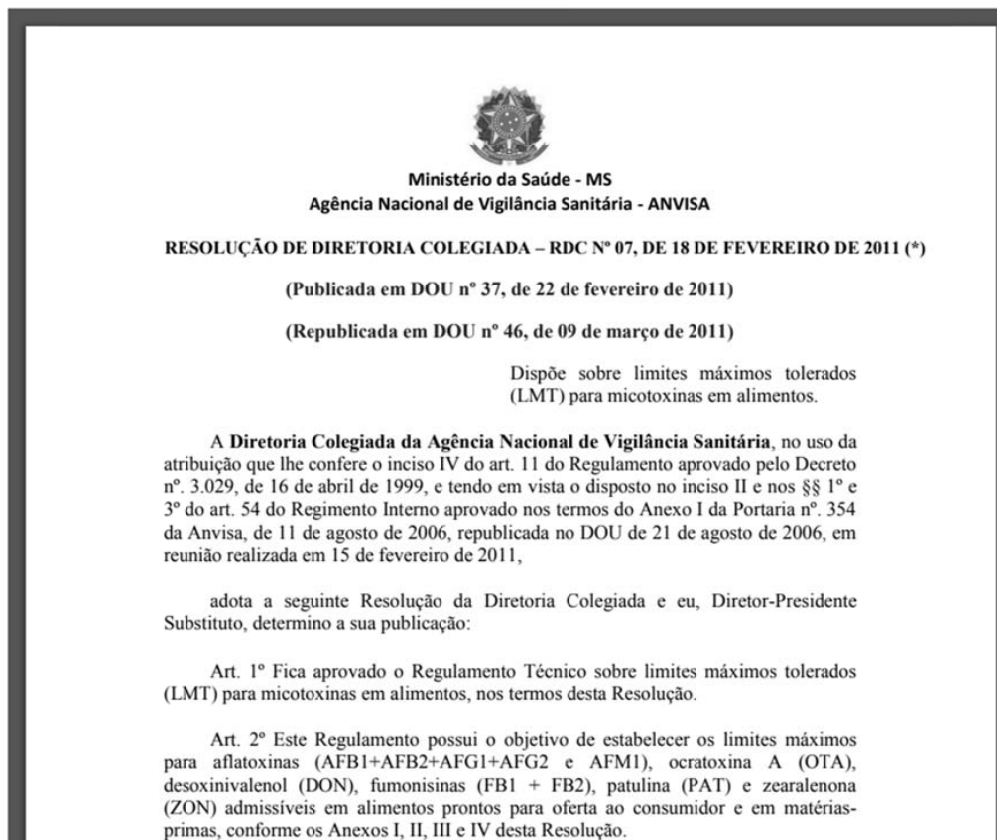 Ministério da Saúde - MS
Agência Nacional de Vigilância Sanitária - ANVISA
RESOLUÇÃO DE DIRETORIA COLEGIADA – RDC Nº 07, DE 18 DE FEVEREIRO DE 2011 (*)
(Publicada em DOU nº 37, de 22 de fevereiro de 2011)
(Republicada em DOU nº 46, de 09 de março de 2011)
Dispõe sobre limites máximos tolerados
(LMT) para micotoxinas em alimentos.
A Diretoria Colegiada da Agência Nacional de Vigilância Sanitária, no uso da
atribuição que lhe confere o inciso IV do art. 11 do Regulamento aprovado pelo Decreto
nº. 3.029, de 16 de abril de 1999, e tendo em vista o disposto no inciso II e nos §§ 1º e
3º do art. 54 do Regimento Interno aprovado nos termos do Anexo I da Portaria nº. 354
da Anvisa, de 11 de agosto de 2006, republicada no DOU de 21 de agosto de 2006, em
reunião realizada em 15 de fevereiro de 2011,
adota a seguinte Resolução da Diretoria Colegiada e eu, Diretor-Presidente
Substituto, determino a sua publicação:
Art. 1º Fica aprovado o Regulamento Técnico sobre limites máximos tolerados
(LMT) para micotoxinas em alimentos, nos termos desta Resolução.
Art. 2º Este Regulamento possui o objetivo de estabelecer os limites máximos
para aflatoxinas (AFB1+AFB2+AFG1+AFG2 e AFM1), ocratoxina A (OTA),
desoxinivalenol (DON), fumonisinas (FB1 + FB2), patulina (PAT) e zearalenona
(ZON) admissíveis em alimentos prontos para oferta ao consumidor e em matérias-
primas, conforme os Anexos I, II, III e IV desta Resolução.